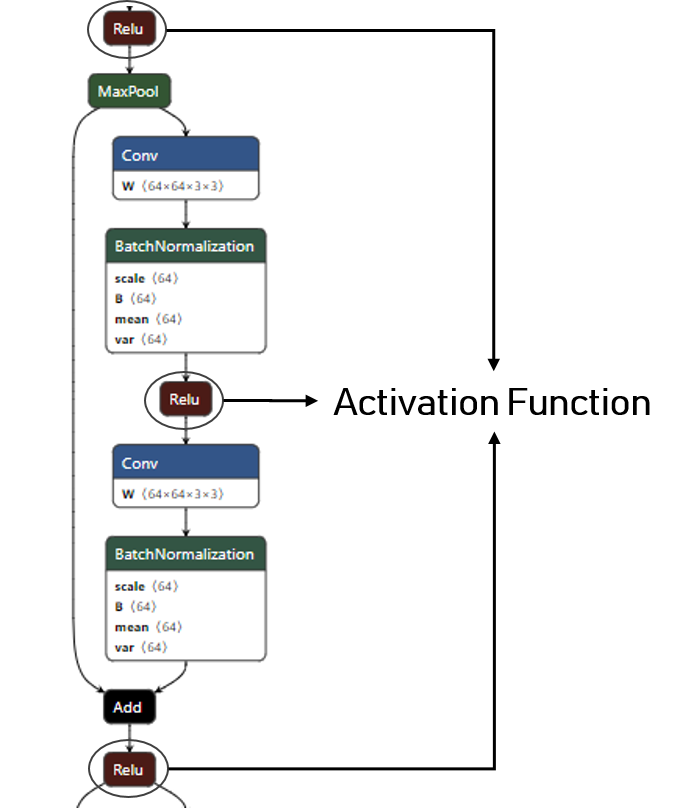 Relu
MaxPool
Conv
W ⟨64×64×3×3⟩
BatchNormalization
scale ⟨64⟩
B ⟨64⟩
mean ⟨64⟩
var ⟨64⟩
Relu
Activation Function
Conv
W ⟨64×64×3×3⟩
BatchNormalization
scale ⟨64⟩
B ⟨64⟩
mean ⟨64⟩
var ⟨64⟩
Add
Relu